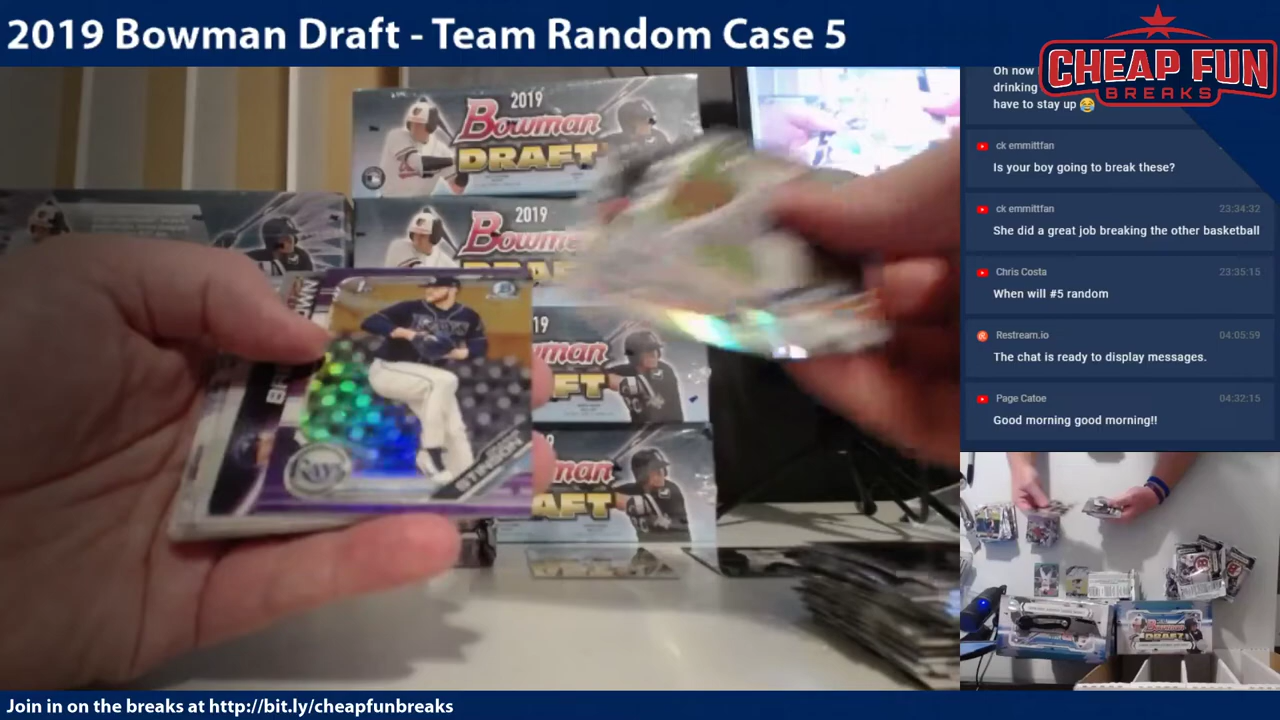 2019 Bowman Draft - Team Random Case 5
CHEAP FUN
BREAKS
Oh now
drinking
have to stay up 😂
ck emmittfan
Is your boy going to break these?
ck emmittfan 23:34:32
She did a great job breaking the other basketball
Chris Costa 23:35:15
When will #5 random
Restream.io 04:05:59
The chat is ready to display messages.
Page Catoe 04:32:15
Good morning good morning!!
2019
Bowman
DRAFT
2019
RAYS
STINSON
Bowman
DRAFT
Join in on the breaks at http://bit.ly/cheapfunbreaks